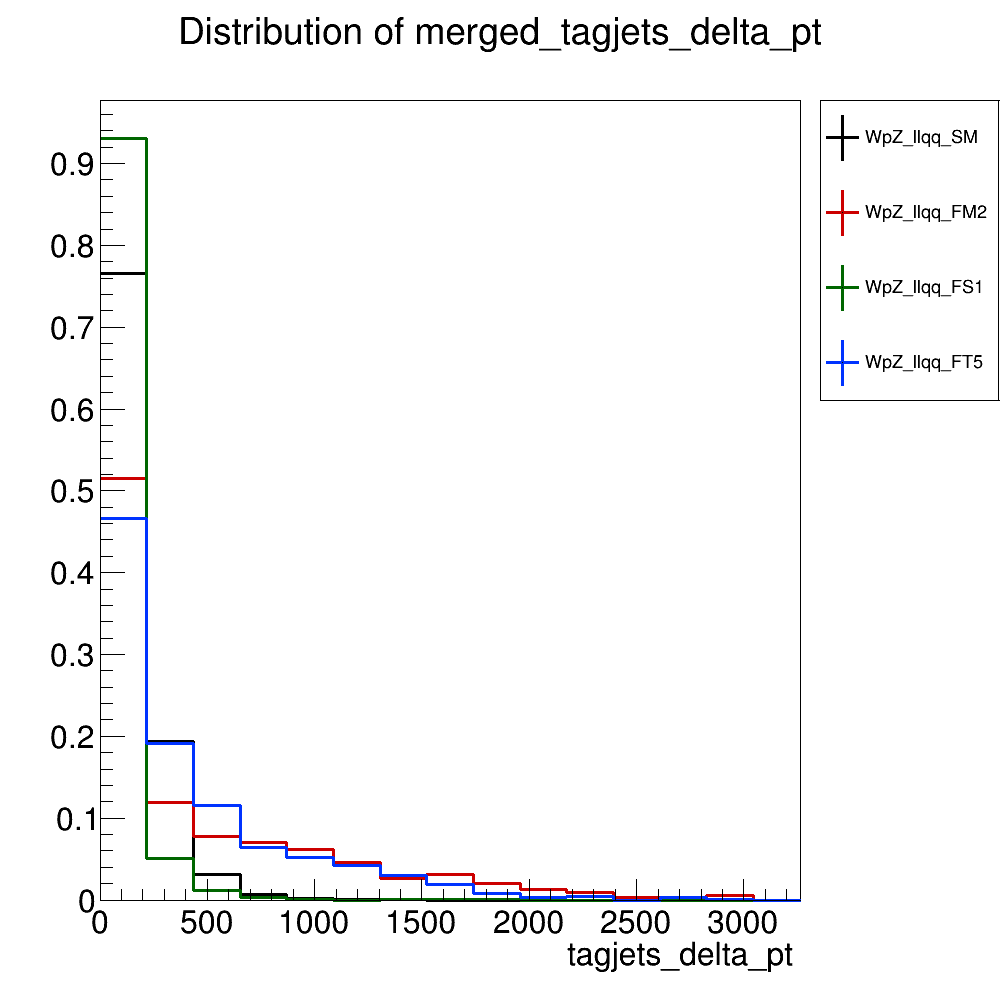 Distribution of merged_tagjets_delta_pt
0.9
0.8
0.7
0.6
0.5
0.4
0.3
0.2
0.1
0
0 500 1000 1500 2000 2500 3000
tagjets_delta_pt
WpZ_llqq_SM
WpZ_llqq_FM2
WpZ_llqq_FS1
WpZ_llqq_FT5